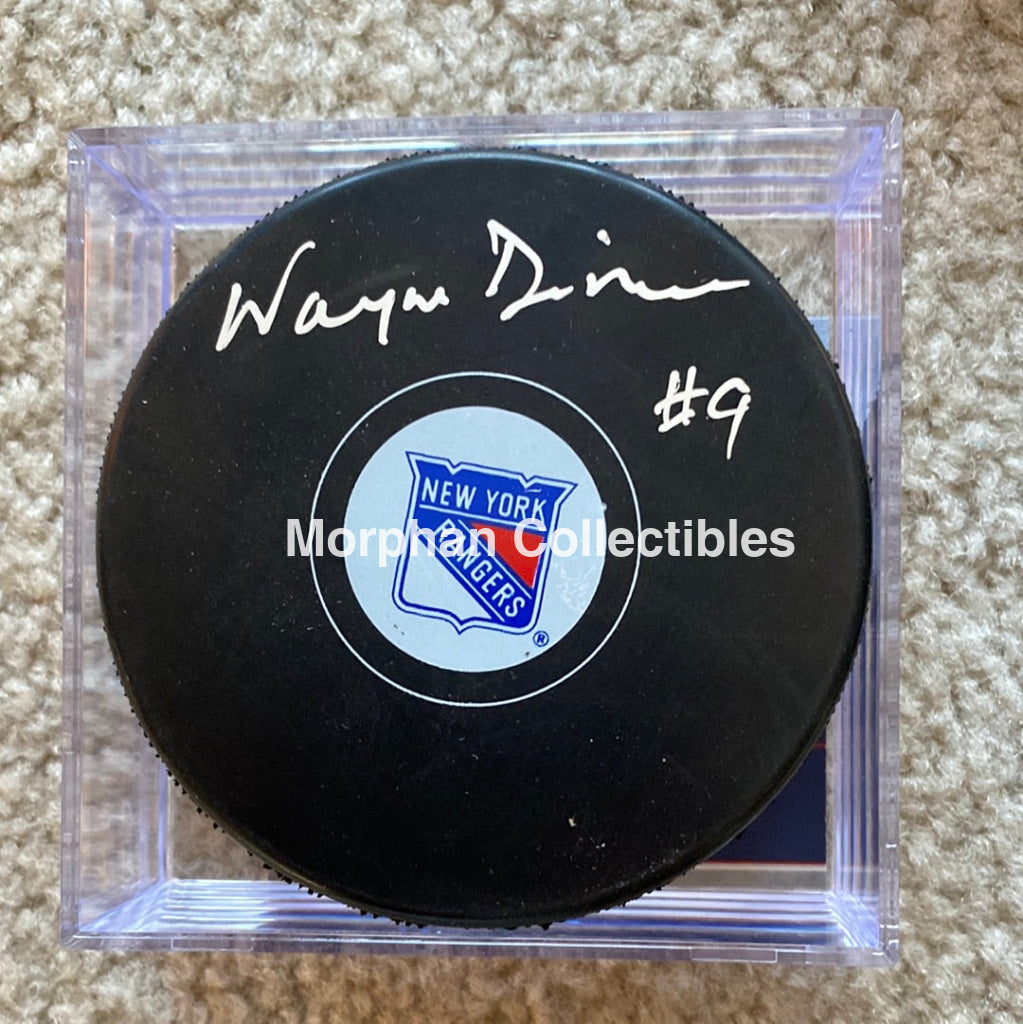 Wayne
#9
NEW YORK
RANGERS
®
Morphan Collectibles